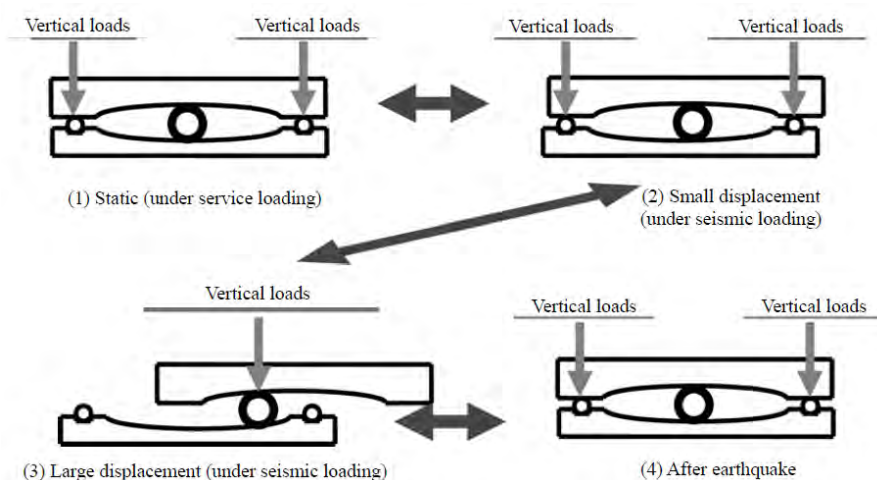 Vertical loads
Vertical loads
Vertical loads
Vertical loads
(1) Static (under service loading)
(2) Small displacement
(under seismic loading)
Vertical loads
Vertical loads
Vertical loads
(3) Large displacement (under seismic loading)
(4) After earthquake